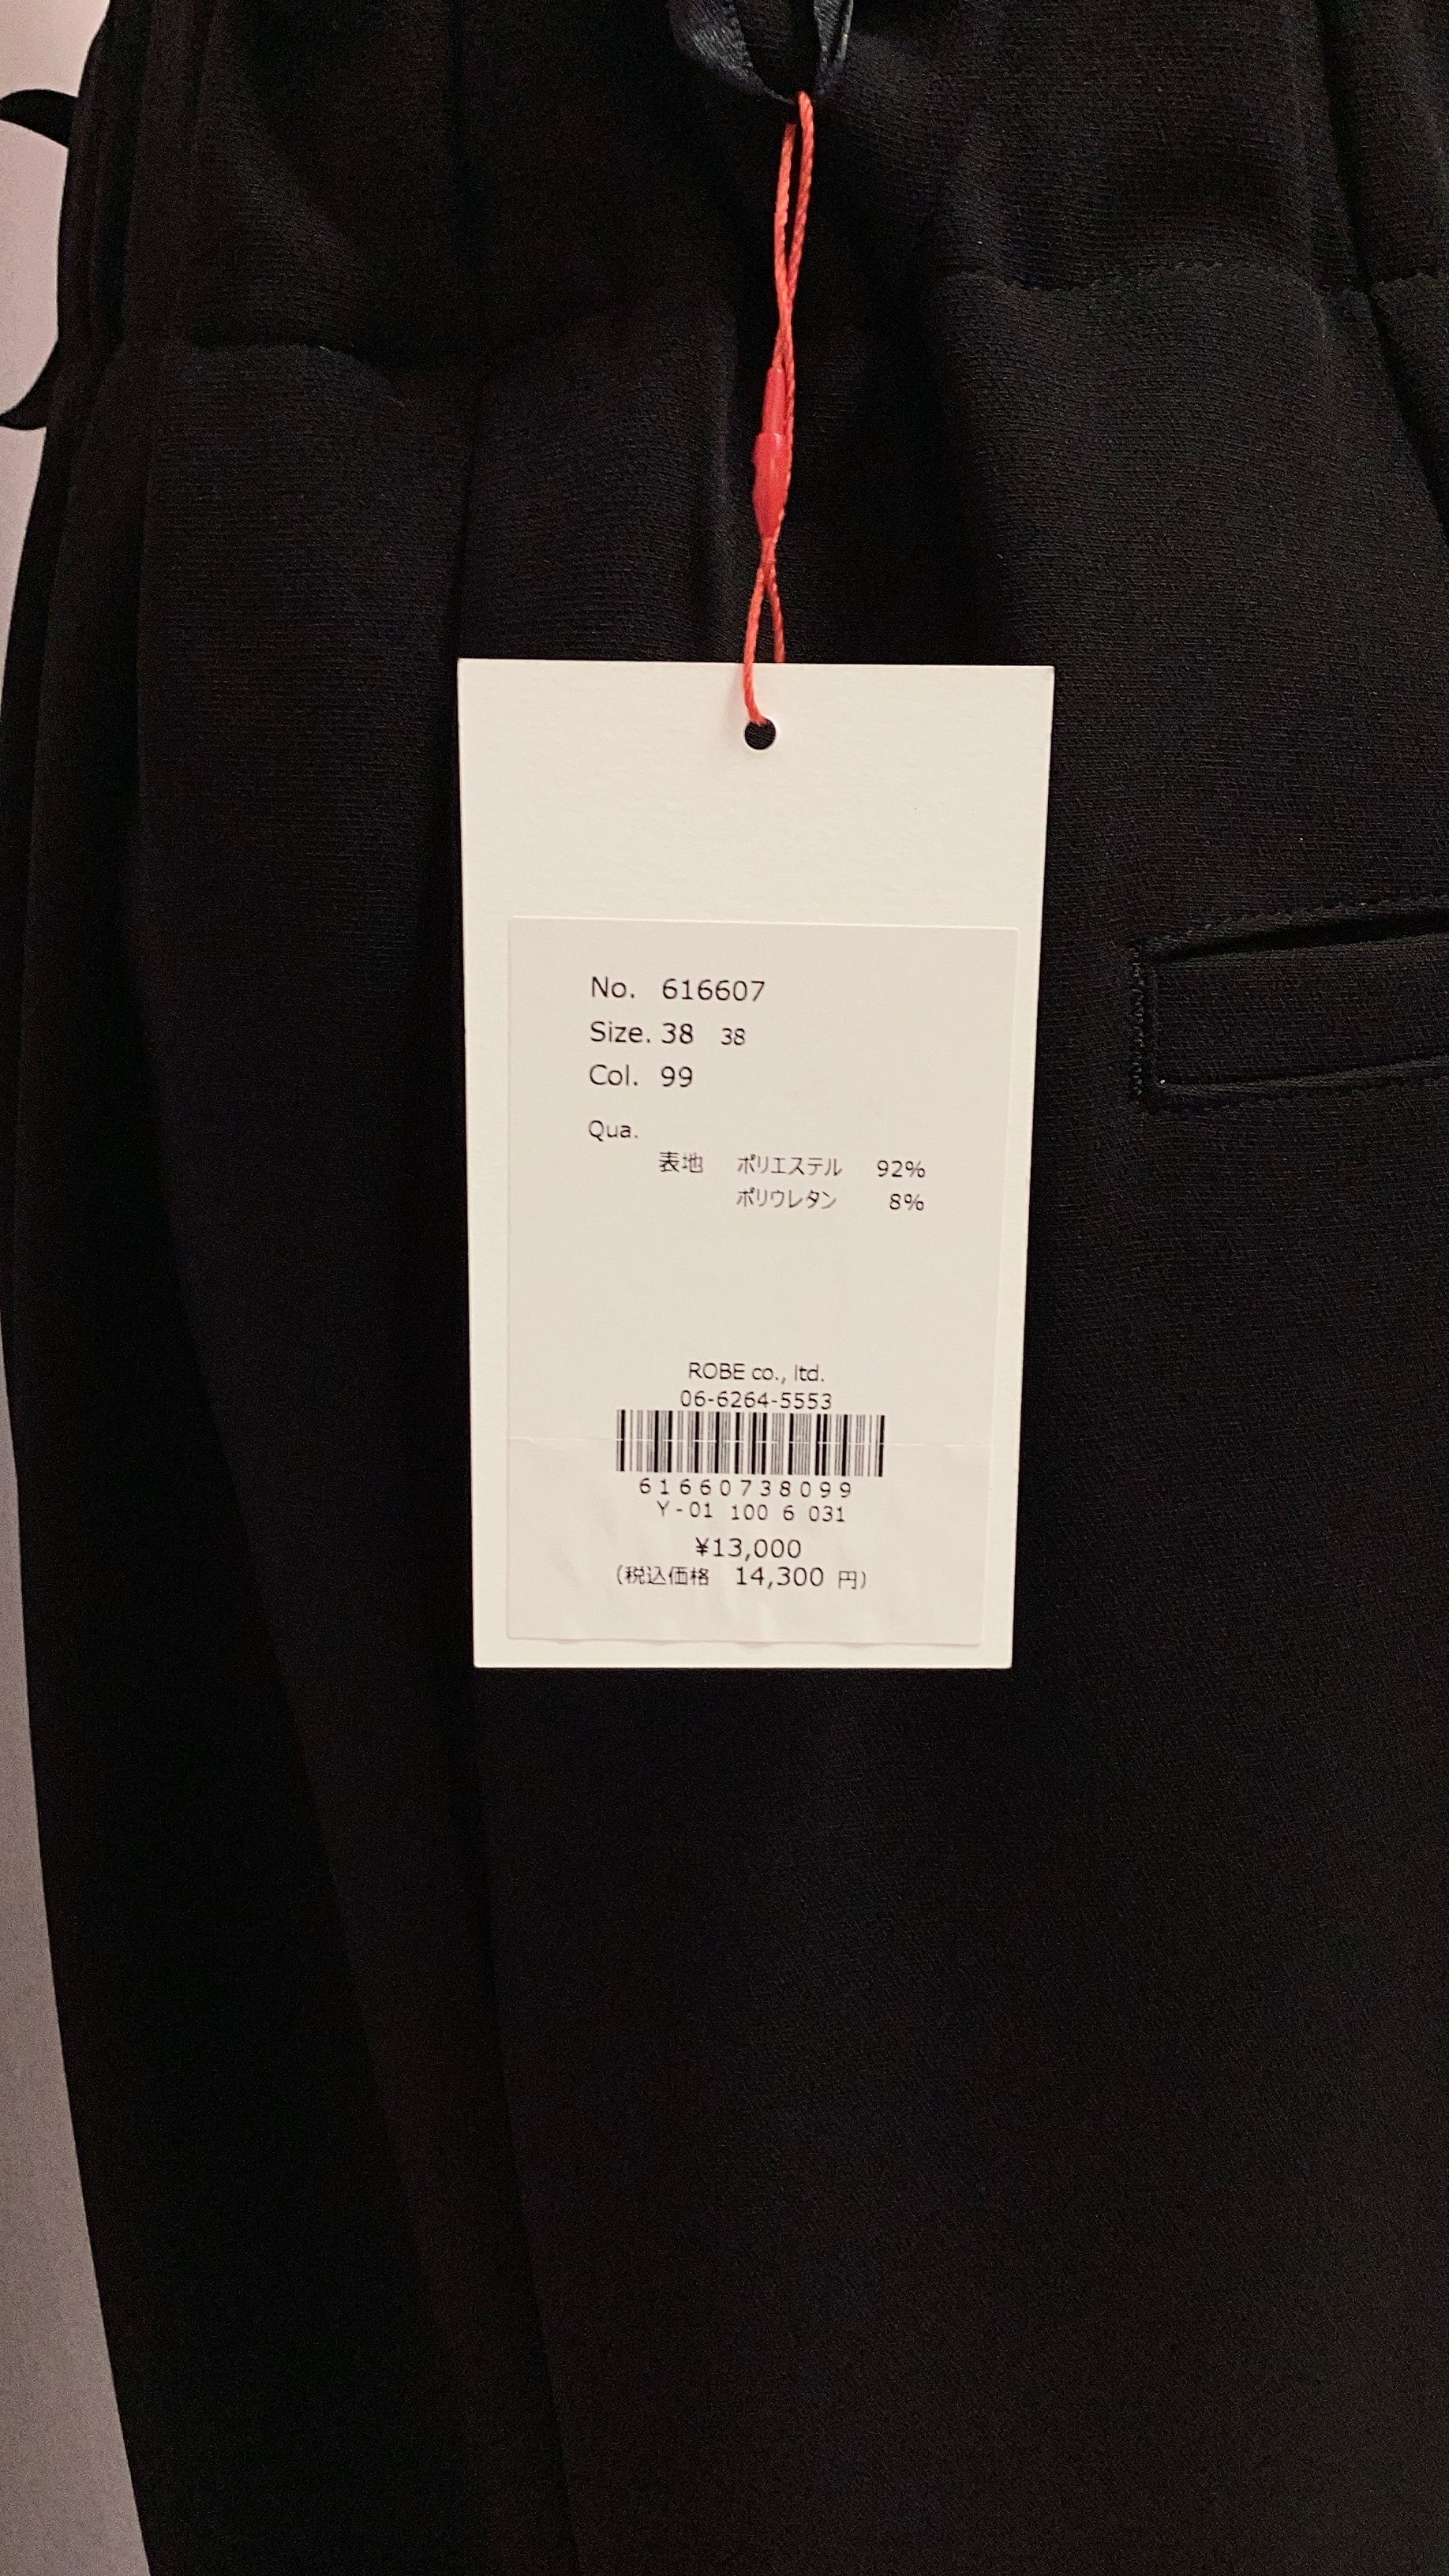 No. 616607
Size. 38 38
Col. 99
Qua.
表地 ポリエステル 92%
ポリウレタン 8%
ROBE co., ltd.
06-6264-5553
61660738099
Y-01 100 6 031
¥13,000
(税込価格 14,300 円)